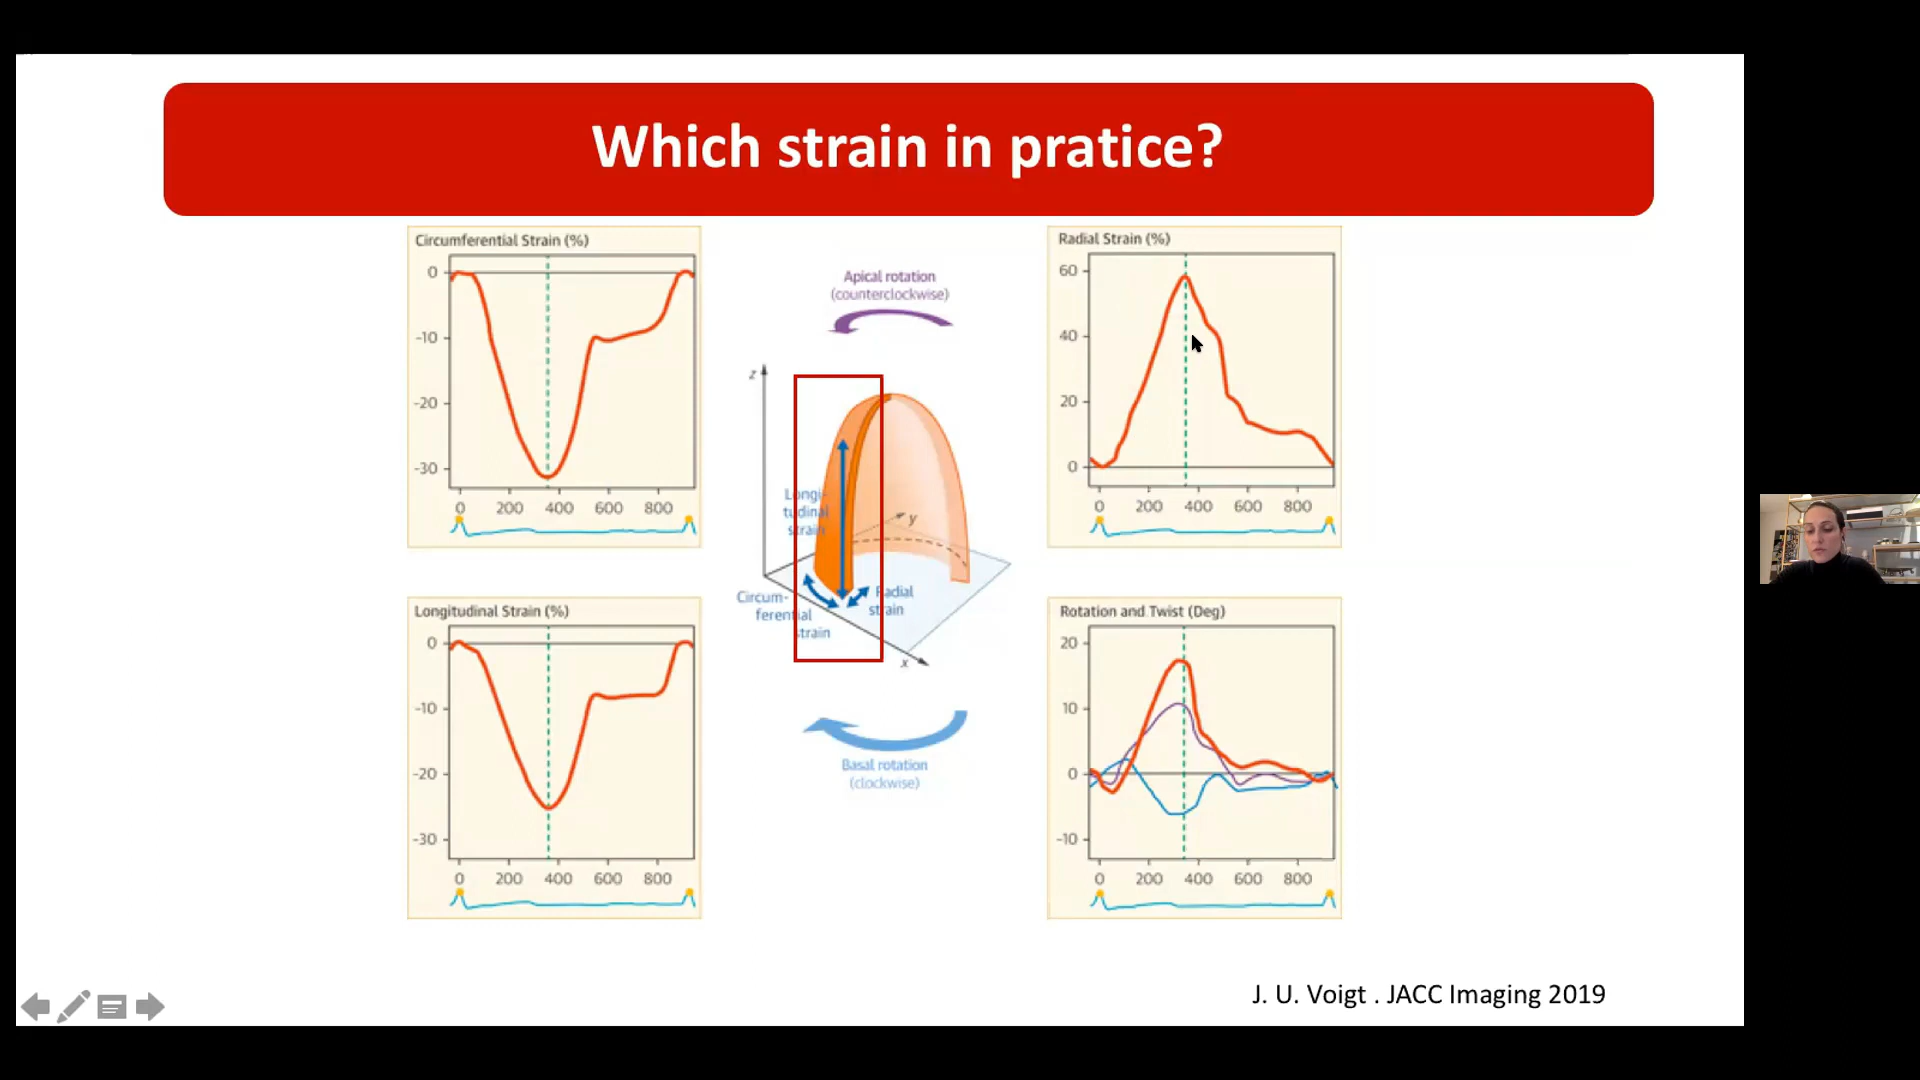 Which strain in pratice?
Circumferential Strain (%)
0
-10
-20
-30
0 200 400 600 800
Apical rotation
(counterclockwise)
z
Longi-
tudinal
strain
y
Circum-
ferential
strain
Radial
strain
x
Basal rotation
(clockwise)
Radial Strain (%)
60
40
20
0
0 200 400 600 800
Longitudinal Strain (%)
0
-10
-20
-30
0 200 400 600 800
Rotation and Twist (Deg)
20
10
0
-10
0 200 400 600 800
J. U. Voigt . JACC Imaging 2019